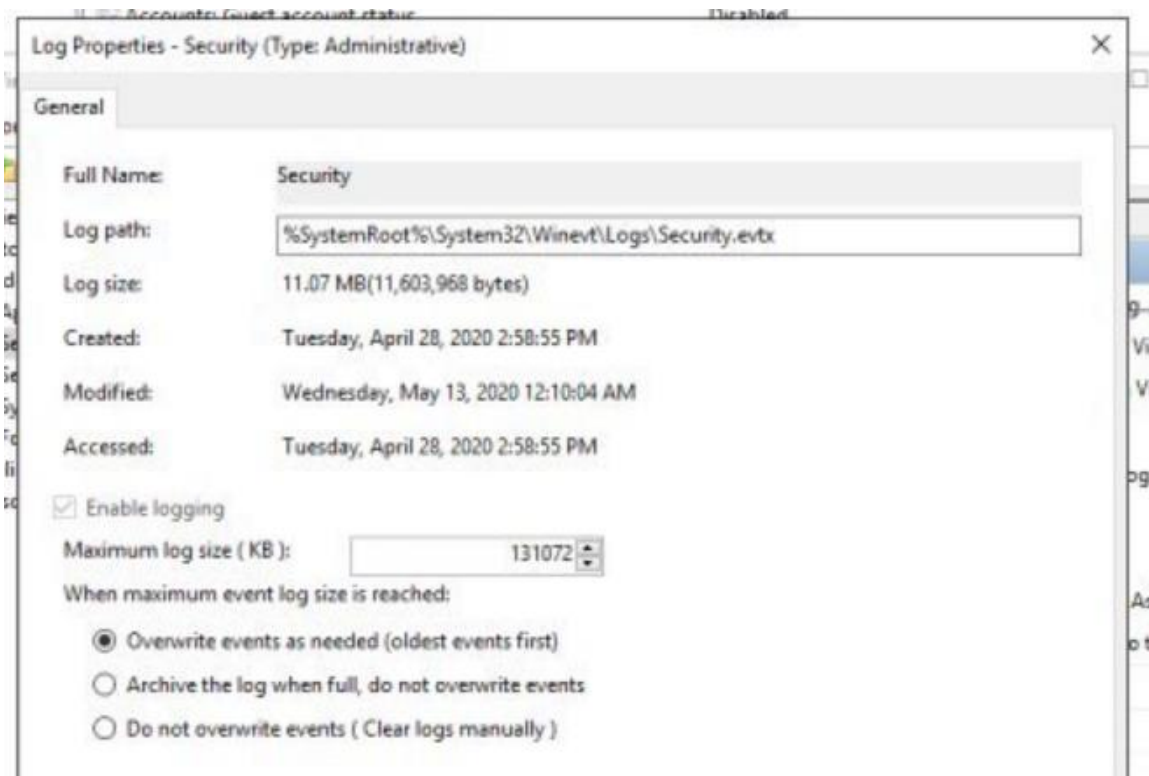 Accounts: Guest account status Disabled
Log Properties - Security (Type: Administrative)
General
Full Name: Security
Log path: %SystemRoot%\System32\Winevt\Logs\Security.evtx
Log size: 11.07 MB(11,603,968 bytes)
Created: Tuesday, April 28, 2020 2:58:55 PM
Modified: Wednesday, May 13, 2020 12:10:04 AM
Accessed: Tuesday, April 28, 2020 2:58:55 PM
Enable logging
Maximum log size ( KB ): 131072
When maximum event log size is reached:
Overwrite events as needed (oldest events first)
Archive the log when full, do not overwrite events
Do not overwrite events ( Clear logs manually )